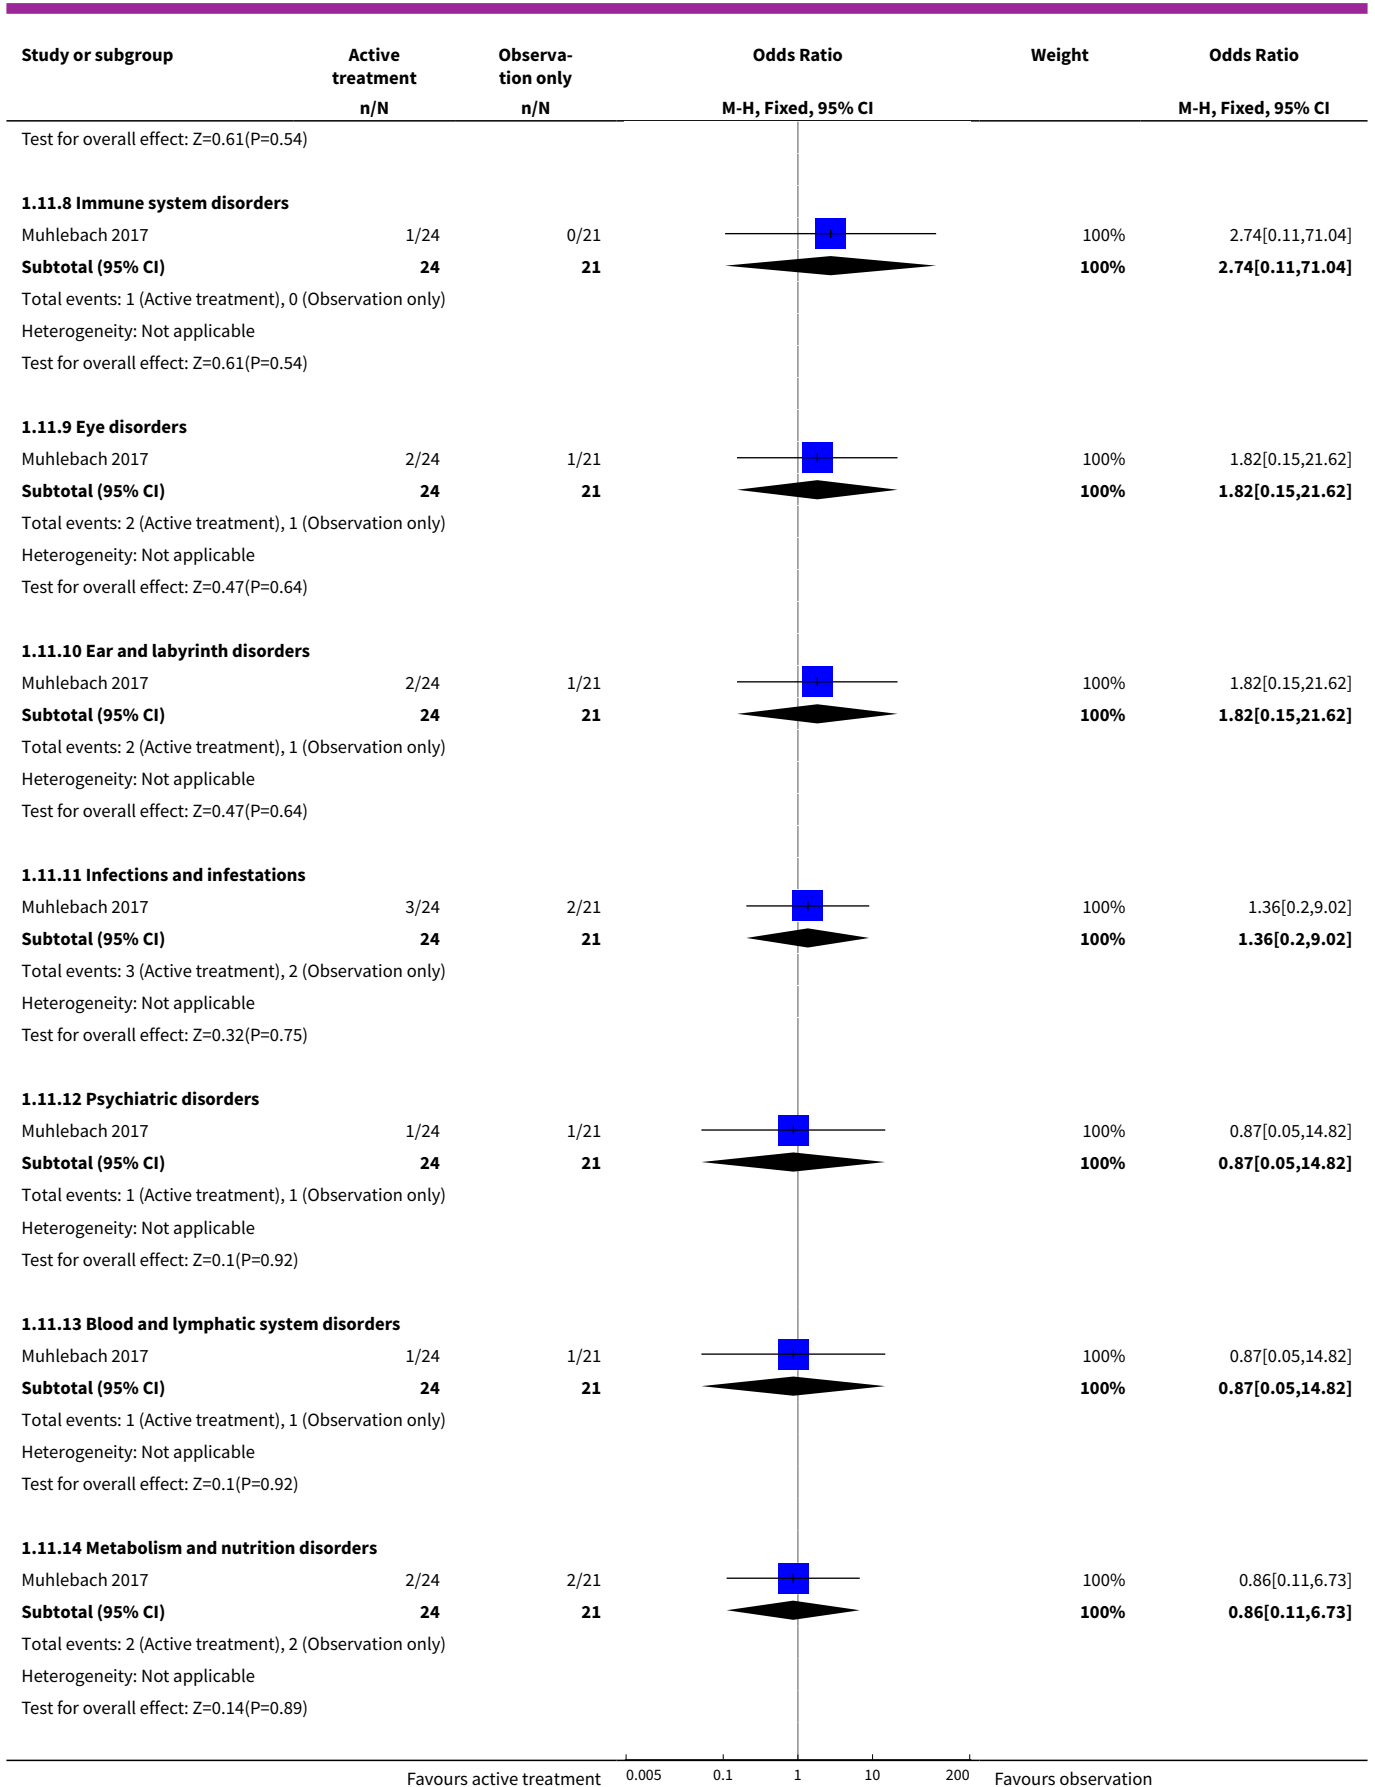 Study or subgroup Active treatment Observa- tion only Odds Ratio Weight Odds Ratio
n/N n/N M-H, Fixed, 95% CI M-H, Fixed, 95% CI
Test for overall effect: Z=0.61(P=0.54)
1.11.8 Immune system disorders
Muhlebach 2017 1/24 0/21 100% 2.74[0.11,71.04]
Subtotal (95% CI) 24 21 100% 2.74[0.11,71.04]
Total events: 1 (Active treatment), 0 (Observation only)
Heterogeneity: Not applicable
Test for overall effect: Z=0.61(P=0.54)
1.11.9 Eye disorders
Muhlebach 2017 2/24 1/21 100% 1.82[0.15,21.62]
Subtotal (95% CI) 24 21 100% 1.82[0.15,21.62]
Total events: 2 (Active treatment), 1 (Observation only)
Heterogeneity: Not applicable
Test for overall effect: Z=0.47(P=0.64)
1.11.10 Ear and labyrinth disorders
Muhlebach 2017 2/24 1/21 100% 1.82[0.15,21.62]
Subtotal (95% CI) 24 21 100% 1.82[0.15,21.62]
Total events: 2 (Active treatment), 1 (Observation only)
Heterogeneity: Not applicable
Test for overall effect: Z=0.47(P=0.64)
1.11.11 Infections and infestations
Muhlebach 2017 3/24 2/21 100% 1.36[0.2,9.02]
Subtotal (95% CI) 24 21 100% 1.36[0.2,9.02]
Total events: 3 (Active treatment), 2 (Observation only)
Heterogeneity: Not applicable
Test for overall effect: Z=0.32(P=0.75)
1.11.12 Psychiatric disorders
Muhlebach 2017 1/24 1/21 100% 0.87[0.05,14.82]
Subtotal (95% CI) 24 21 100% 0.87[0.05,14.82]
Total events: 1 (Active treatment), 1 (Observation only)
Heterogeneity: Not applicable
Test for overall effect: Z=0.1(P=0.92)
1.11.13 Blood and lymphatic system disorders
Muhlebach 2017 1/24 1/21 100% 0.87[0.05,14.82]
Subtotal (95% CI) 24 21 100% 0.87[0.05,14.82]
Total events: 1 (Active treatment), 1 (Observation only)
Heterogeneity: Not applicable
Test for overall effect: Z=0.1(P=0.92)
1.11.14 Metabolism and nutrition disorders
Muhlebach 2017 2/24 2/21 100% 0.86[0.11,6.73]
Subtotal (95% CI) 24 21 100% 0.86[0.11,6.73]
Total events: 2 (Active treatment), 2 (Observation only)
Heterogeneity: Not applicable
Test for overall effect: Z=0.14(P=0.89)
Favours active treatment 0.005 0.1 1 10 200 Favours observation